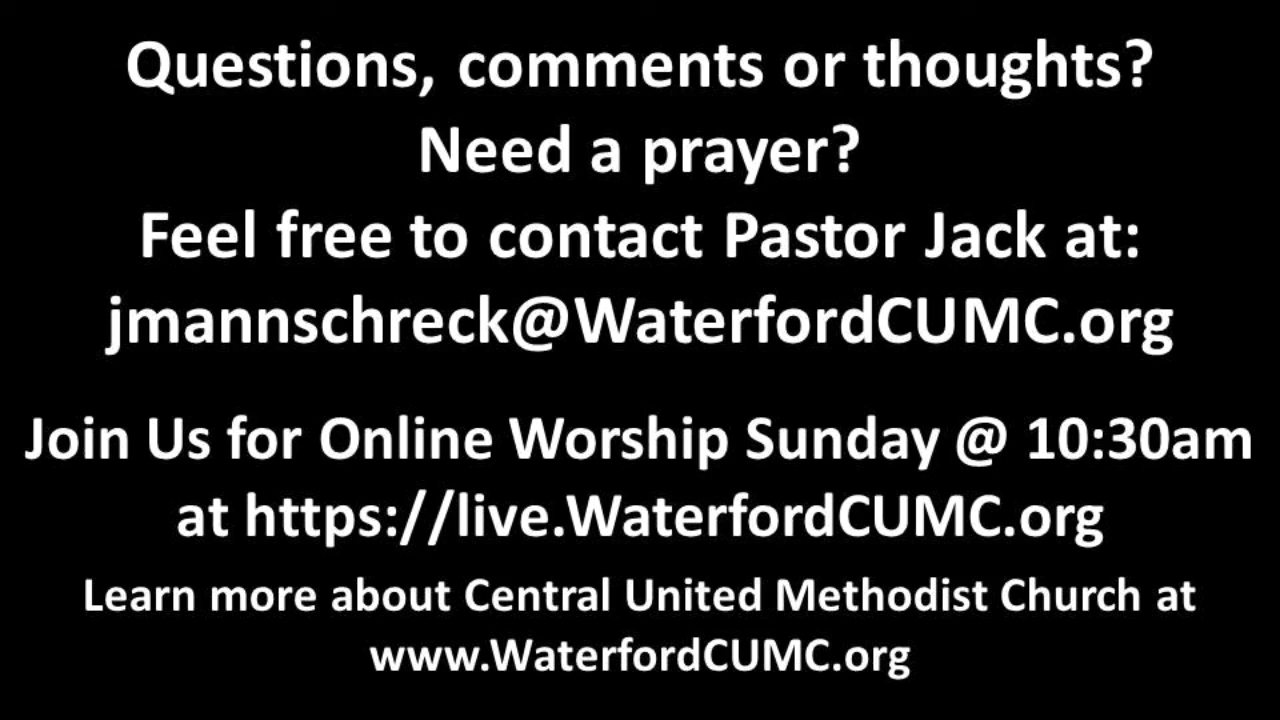 Questions, comments or thoughts?
Need a prayer?
Feel free to contact Pastor Jack at:
jmannschreck@WaterfordCUMC.org
Join Us for Online Worship Sunday @ 10:30am
at https://live.WaterfordCUMC.org
Learn more about Central United Methodist Church at
www.WaterfordCUMC.org